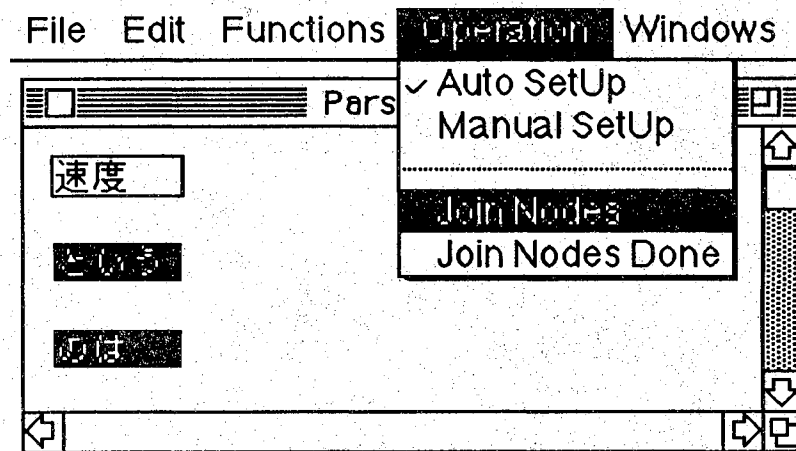 File Edit Functions Operation Windows
Pars
✓ Auto SetUp
Manual SetUp
Join Nodes
Join Nodes Done
速度
という
のは